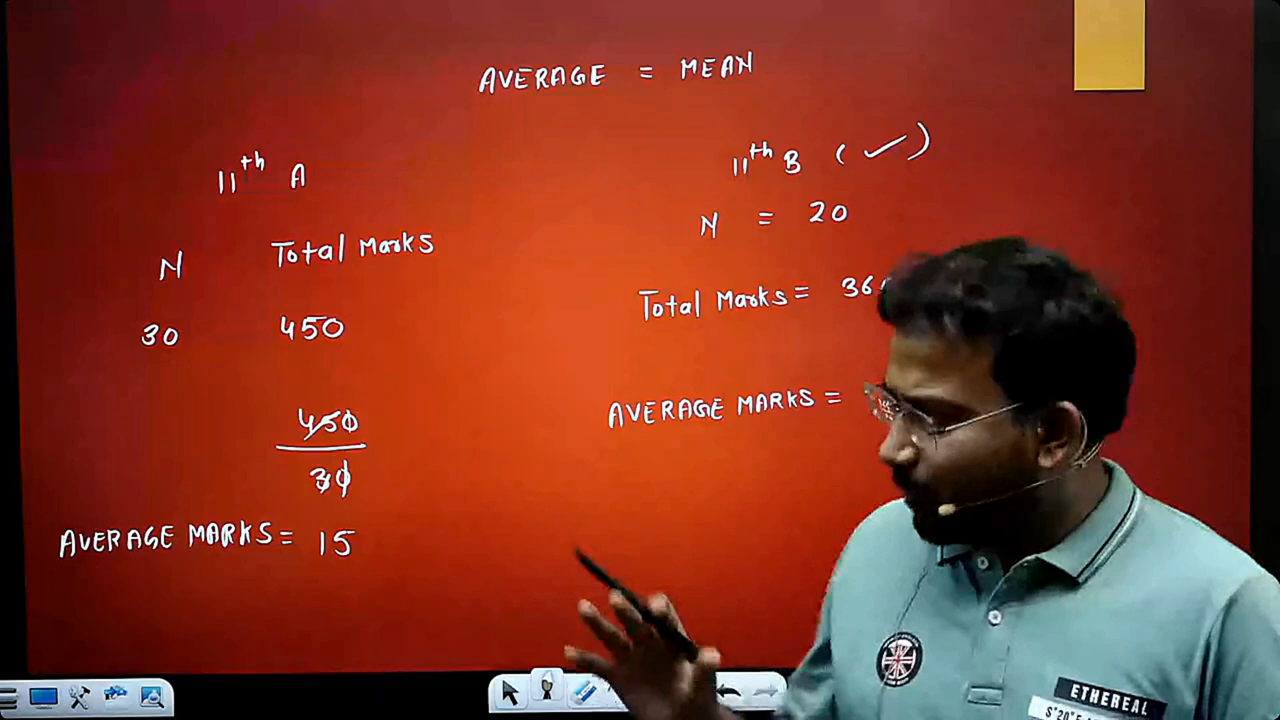 AVERAGE = MEAN
11th A
N Total Marks
30 450
450
30
AVERAGE MARKS = 15
11th B ( ✓ )
N = 20
Total Marks = 36
AVERAGE MARKS =
ETHEREAL